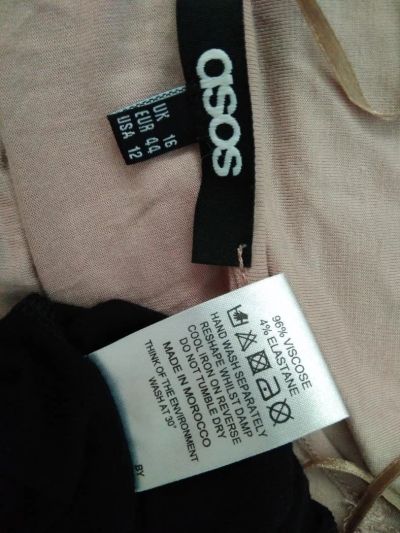 asos
UK 16
EUR 44
USA 12
96% VISCOSE
4% ELASTANE
HAND WASH SEPARATELY
RESHAPE WHILST DAMP
COOL IRON ON REVERSE
DO NOT TUMBLE DRY
MADE IN MOROCCO
THINK OF THE ENVIRONMENT
WASH AT 30°
BY